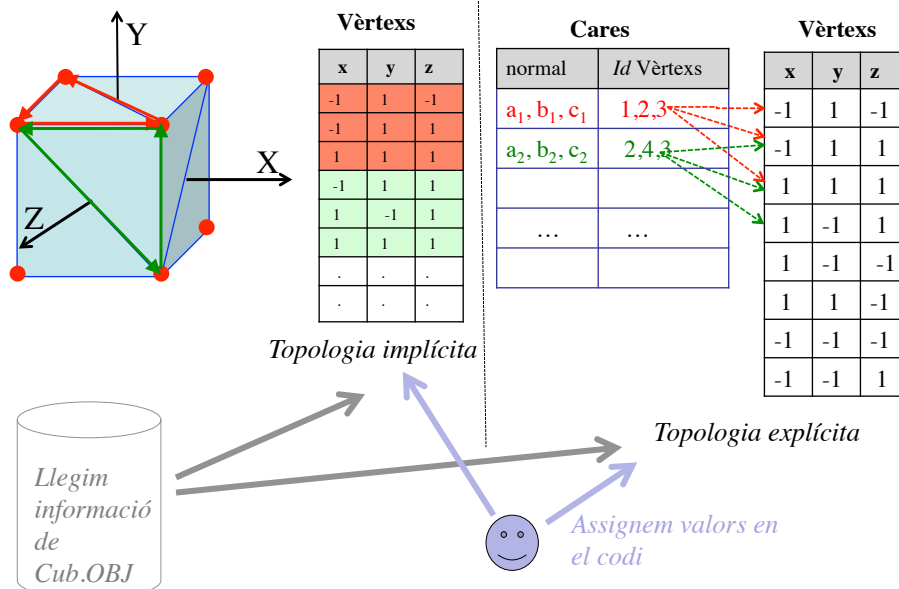 Y
X
Z
Vèrtexs
x y z
-1 1 -1
-1 1 1
1 1 1
-1 1 1
1 -1 1
1 1 1
. . .
. . .
Topologia implícita
Cares
normal Id Vèrtexs
a1, b1, c1 1,2,3
a2, b2, c2 2,4,3
... ...
Vèrtexs
x y z
-1 1 -1
-1 1 1
1 1 1
1 -1 1
1 -1 -1
1 1 -1
-1 -1 -1
-1 -1 1
Topologia explícita
Llegim
informació
de
Cub.OBJ
Assignem valors en
el codi